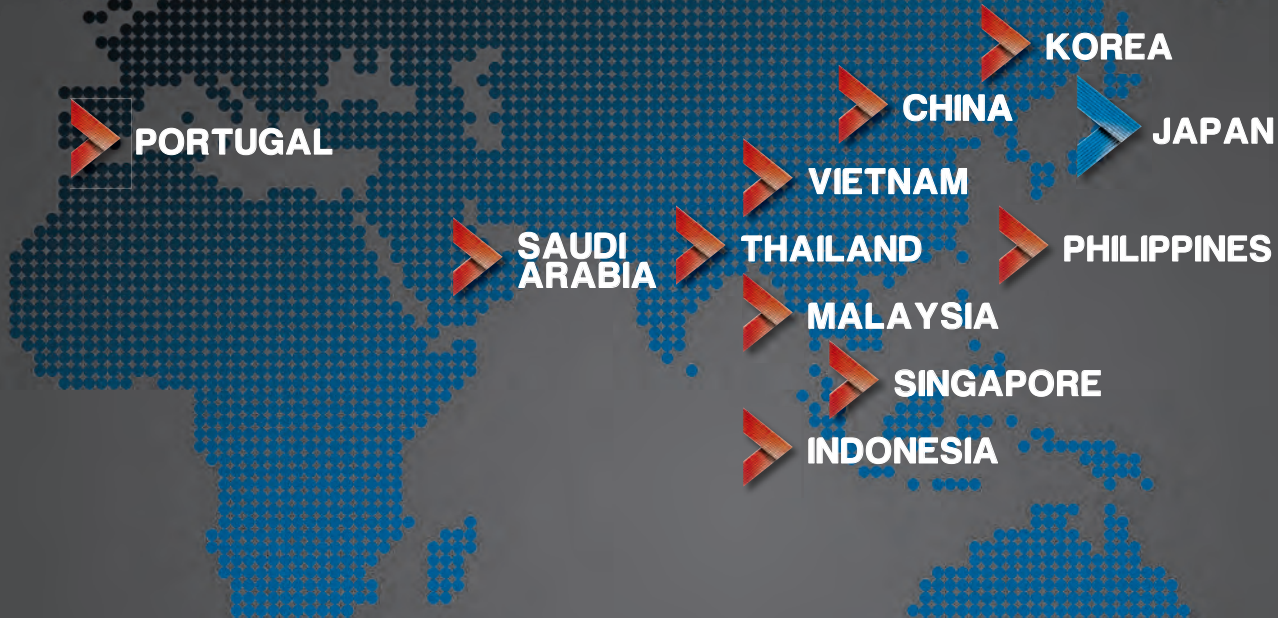 KOREA
CHINA
JAPAN
PORTUGAL
VIETNAM
SAUDI
ARABIA
THAILAND
PHILIPPINES
MALAYSIA
SINGAPORE
INDONESIA